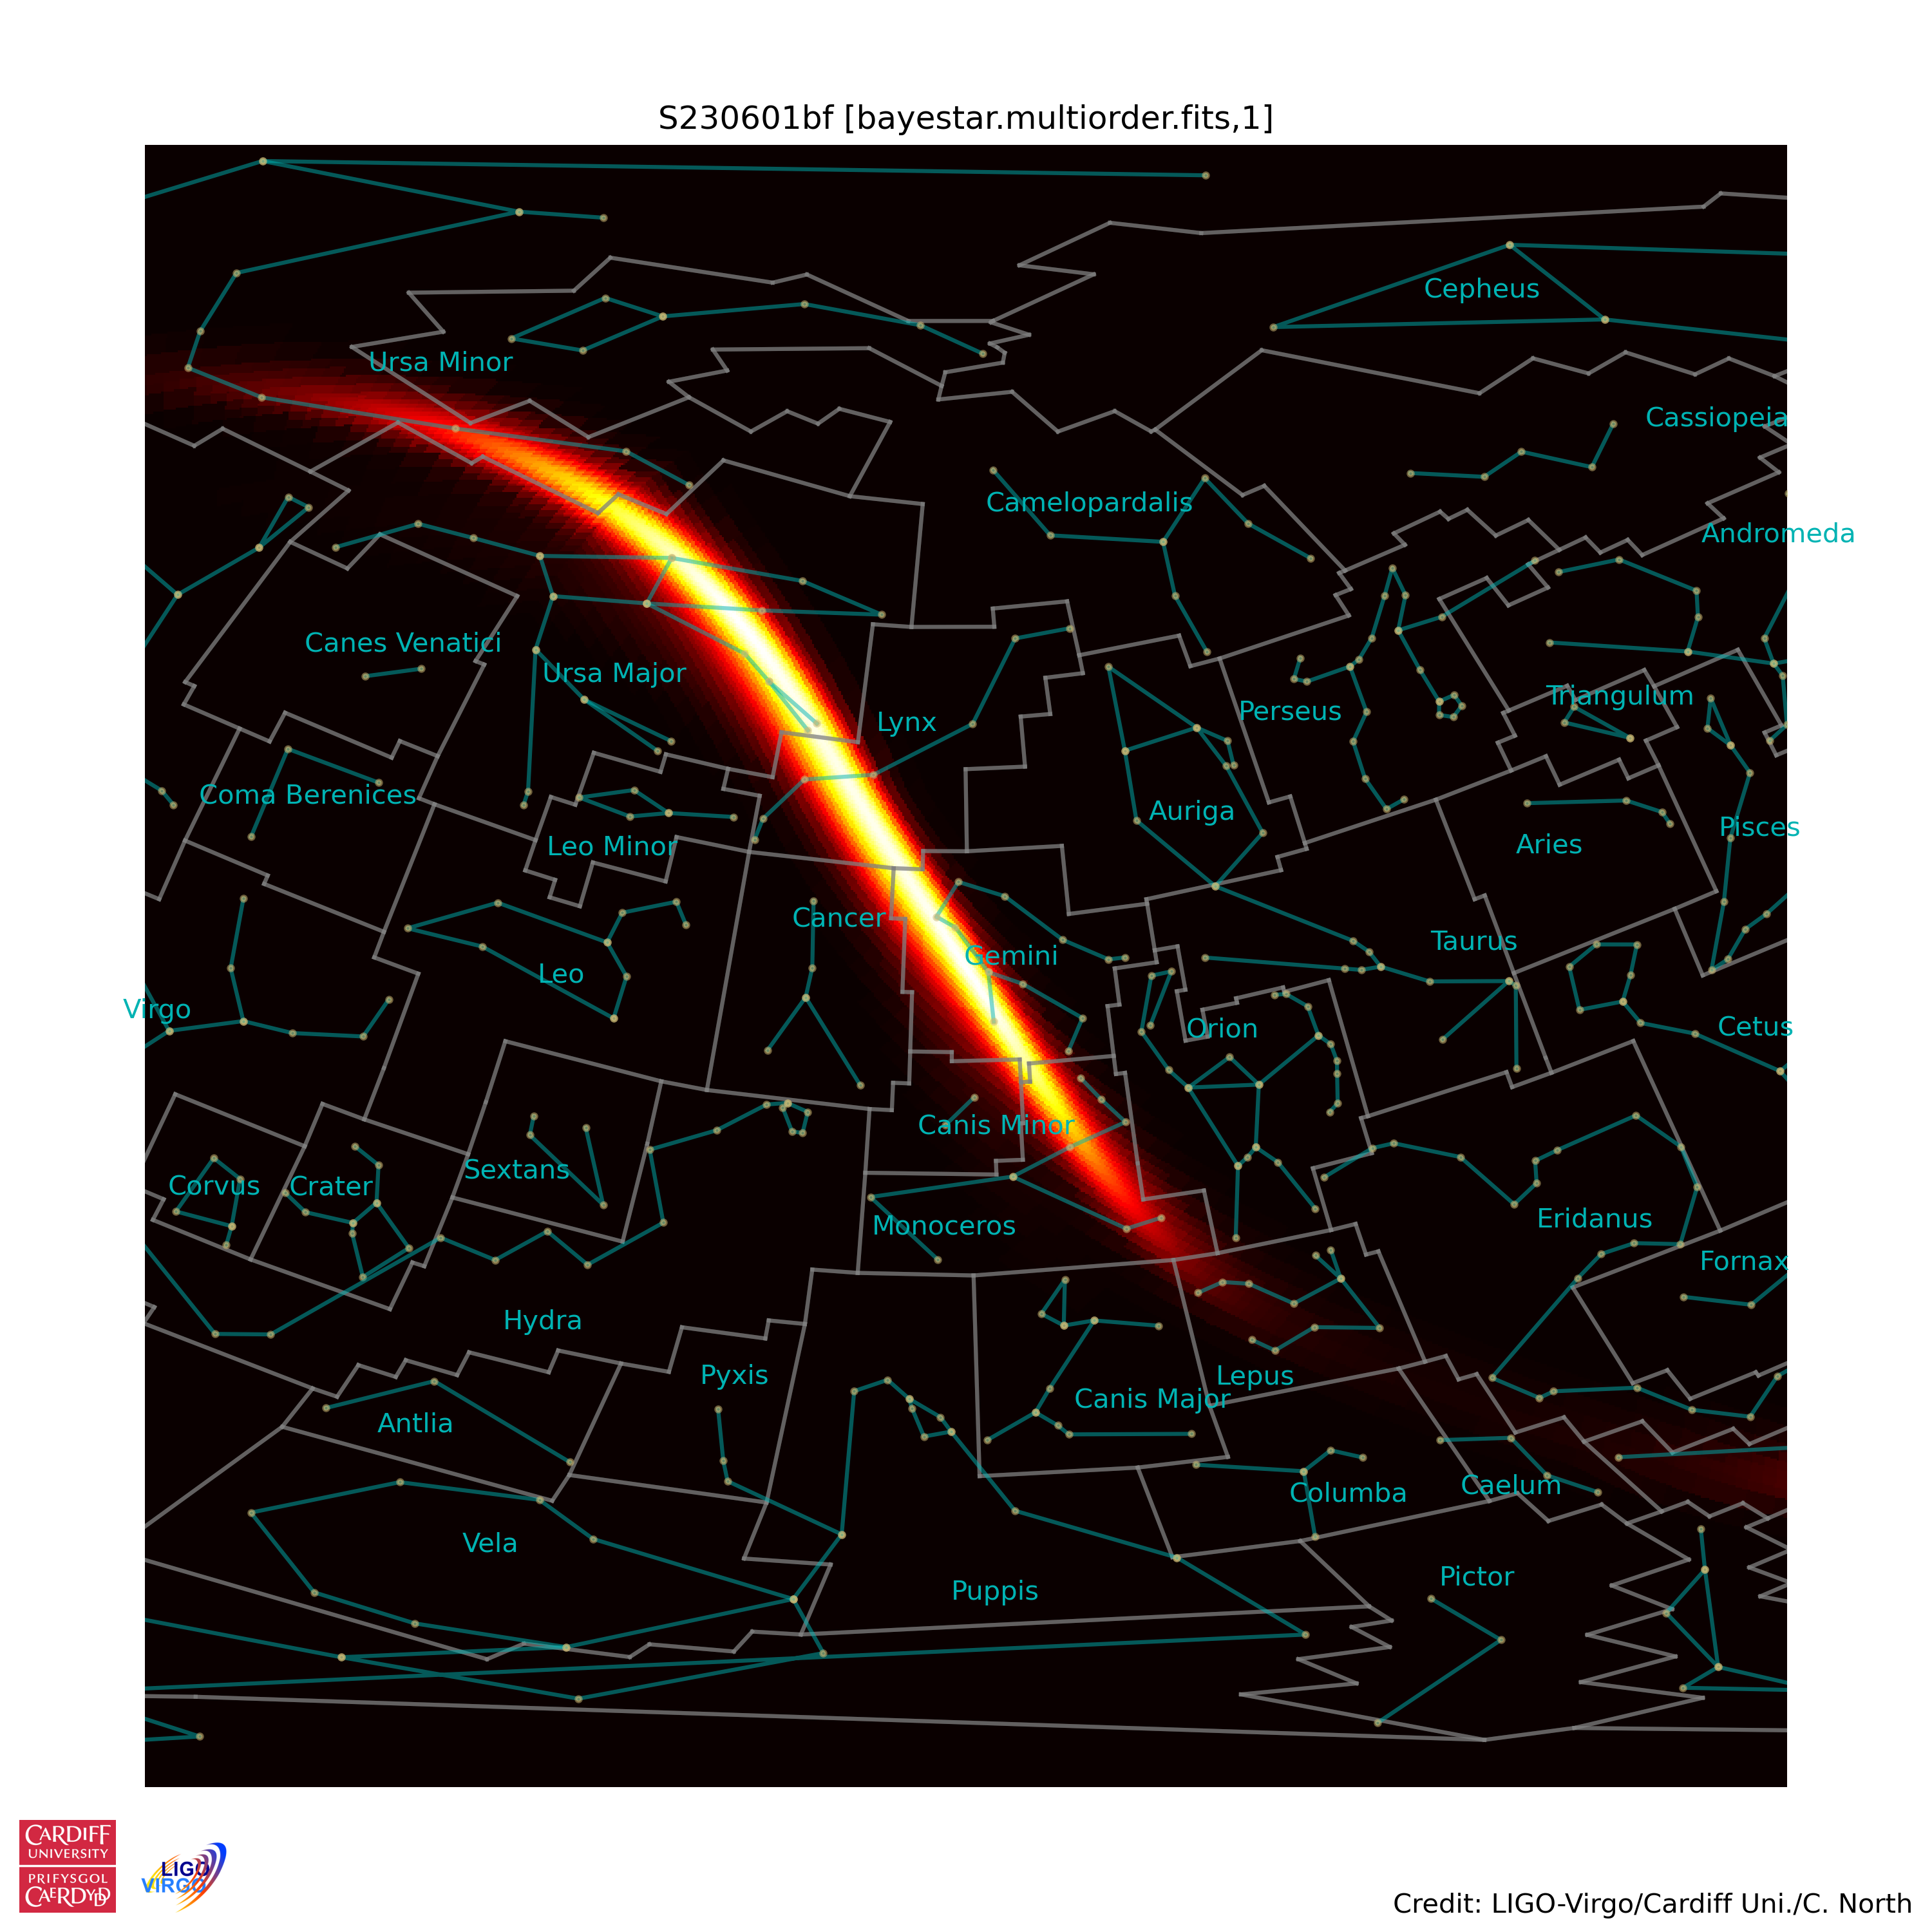 S230601bf [bayestar.multiorder.fits,1]
Cepheus
Ursa Minor
Cassiopeia
Camelopardalis
Andromeda
Canes Venatici
Ursa Major
Triangulum
Perseus
Lynx
Coma Berenices
Auriga
Pisces
Leo Minor
Aries
Cancer
Taurus
Gemini
Leo
Virgo
Orion
Cetus
Canis Minor
Sextans
Corvus
Crater
Eridanus
Monoceros
Fornax
Hydra
Pyxis
Lepus
Canis Major
Antlia
Caelum
Columba
Vela
Pictor
Puppis
CARDIFF
UNIVERSITY
PRIFYSGOL
CAERDYDD
LIGO
VIRGO
Credit: LIGO-Virgo/Cardiff Uni./C. North